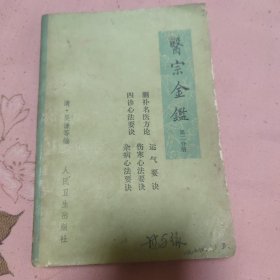 醫宗金鑑
第二分册
删补名医方论
四诊心法要诀
运气要诀
伤寒心法要诀
杂病心法要诀
清·吴谦等编
人民卫生出版社